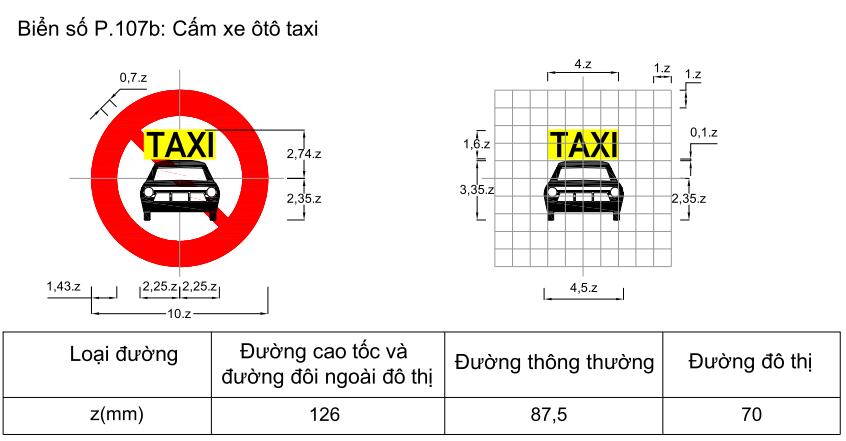 Biển số P.107b: Cấm xe ôtô taxi
0,7.z
TAXI
2,74.z
2,35.z
1,43.z
2,25.z
2,25.z
10.z
4.z
1.z
1.z
1,6.z
TAXI
0,1.z
3,35.z
2,35.z
4,5.z
Loại đường
Đường cao tốc và
đường đôi ngoài đô thị
Đường thông thường
Đường đô thị
z(mm)
126
87,5
70